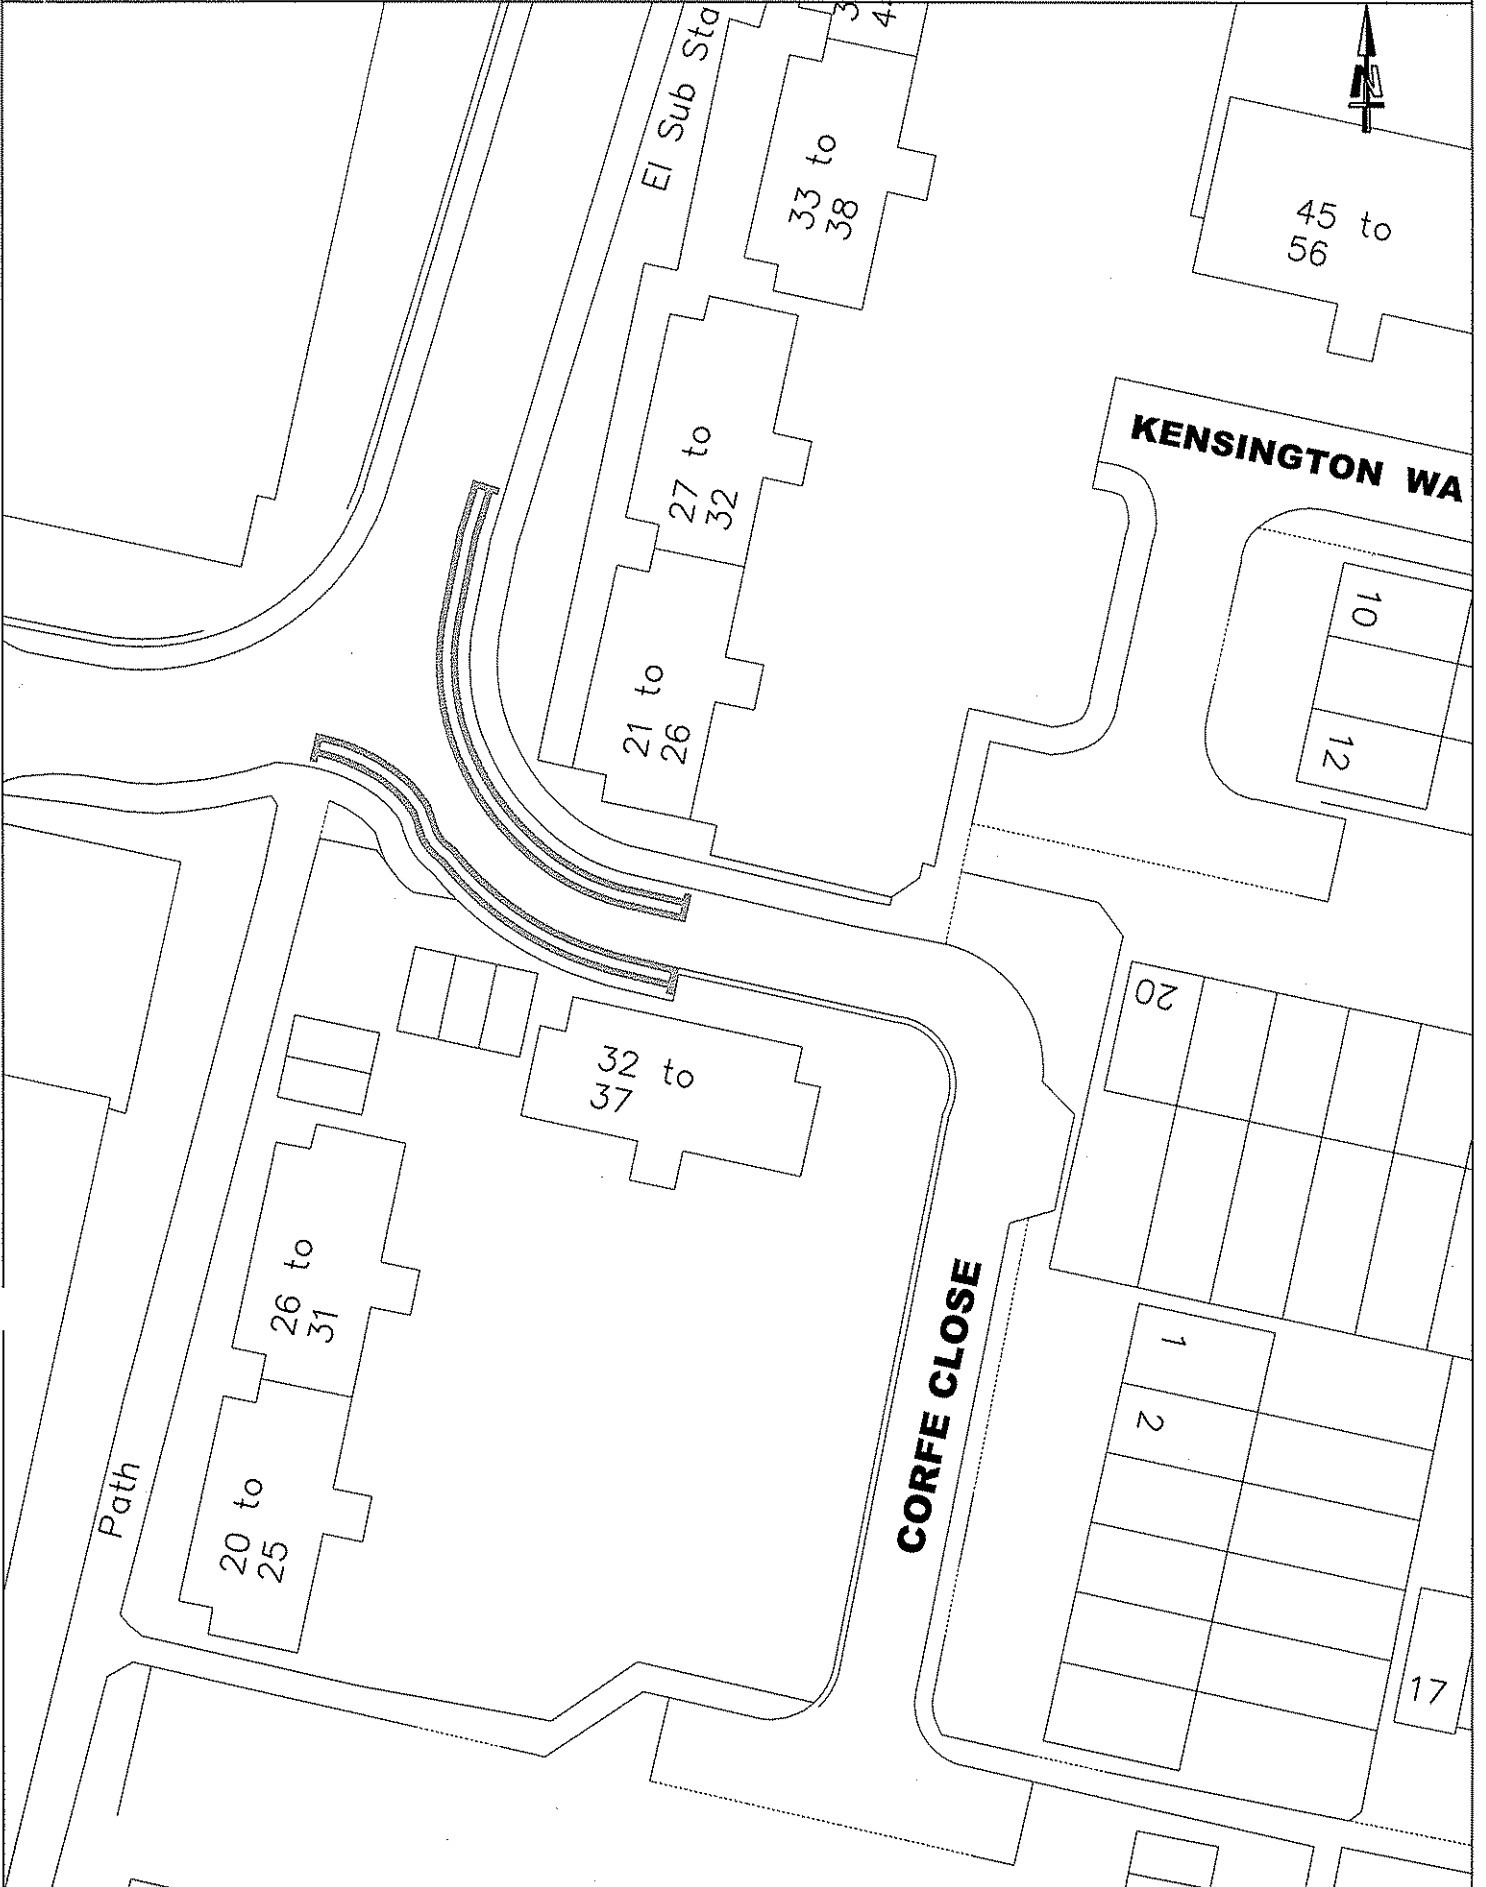 El Sub Sta
N
33 to
38
45 to
56
KENSINGTON WA
27 to
32
10
12
21 to
26
20
32 to
37
26 to
31
CORFE CLOSE
1
2
Path
20 to
25
17